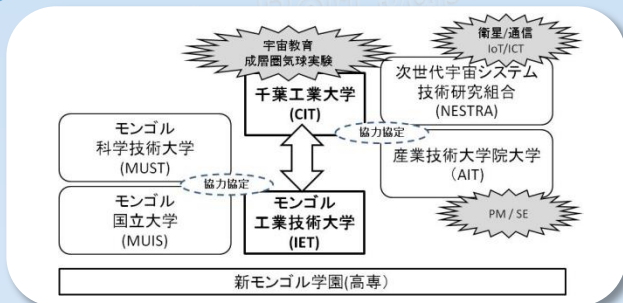 宇宙教育
成層圏気球実験
千葉工業大学
(CIT)
衛星/通信
IoT/ICT
次世代宇宙システム
技術研究組合
(NESTRA)
協力協定
産業技術大学院大学
(AIT)
PM / SE
モンゴル
科学技術大学
(MUST)
協力協定
モンゴル
国立大学
(MUIS)
モンゴル
工業技術大学
(IET)
新モンゴル学園(高専)